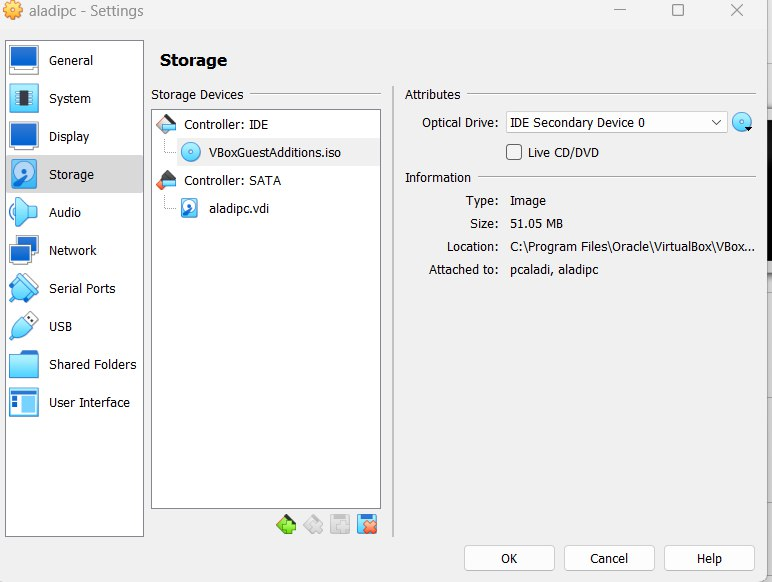 aladipc - Settings
General
System
Display
Storage
Audio
Network
Serial Ports
USB
Shared Folders
User Interface
Storage
Storage Devices
Controller: IDE
VBoxGuestAdditions.iso
Controller: SATA
aladipc.vdi
Attributes
Optical Drive: IDE Secondary Device 0
Live CD/DVD
Information
Type: Image
Size: 51.05 MB
Location: C:\Program Files\Oracle\VirtualBox\VBox...
Attached to: pcaladi, aladipc
OK Cancel Help